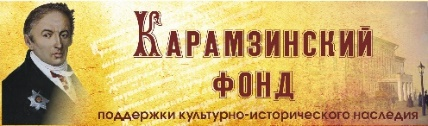 Карамзинский
фонд
поддержки культурно-исторического наследия